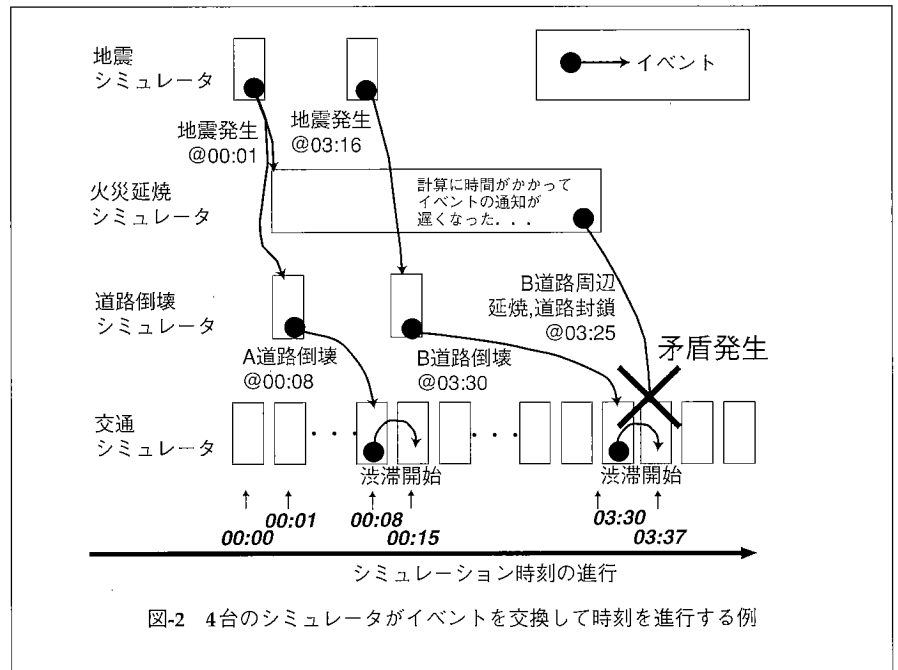 地震
シミュレータ
イベント
地震発生
@00:01
地震発生
@03:16
火災延焼
シミュレータ
計算に時間がかかって
イベントの通知が
遅くなった...
道路倒壊
シミュレータ
A道路倒壊
@00:08
B道路倒壊
@03:30
B道路周辺
延焼,道路封鎖
@03:25
矛盾発生
交通
シミュレータ
・・・
・・・
渋滞開始
渋滞開始
00:00
00:01
00:08
00:15
03:30
03:37
シミュレーション時刻の進行
図-2 4台のシミュレータがイベントを交換して時刻を進行する例